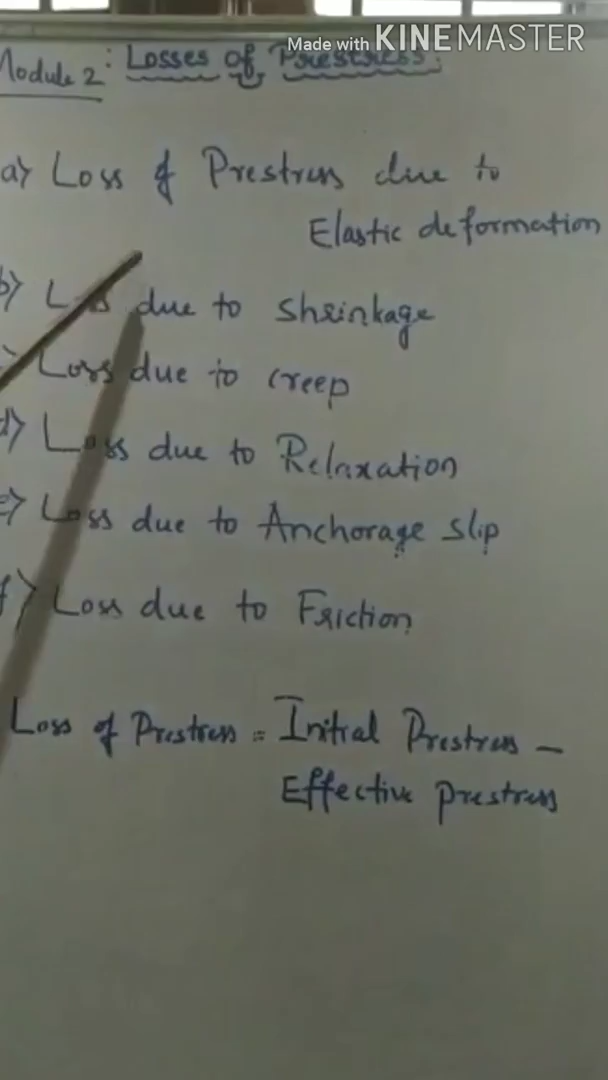 Made with KINEMASTER
Module 2: Losses of Prestress:
a) Loss of Prestress due to
Elastic deformation
b) Loss due to shrinkage
) Loss due to creep
d) Loss due to Relaxation
e) Loss due to Anchorage slip
f) Loss due to Friction
Loss of Prestress = Initial Prestress -
Effective prestress